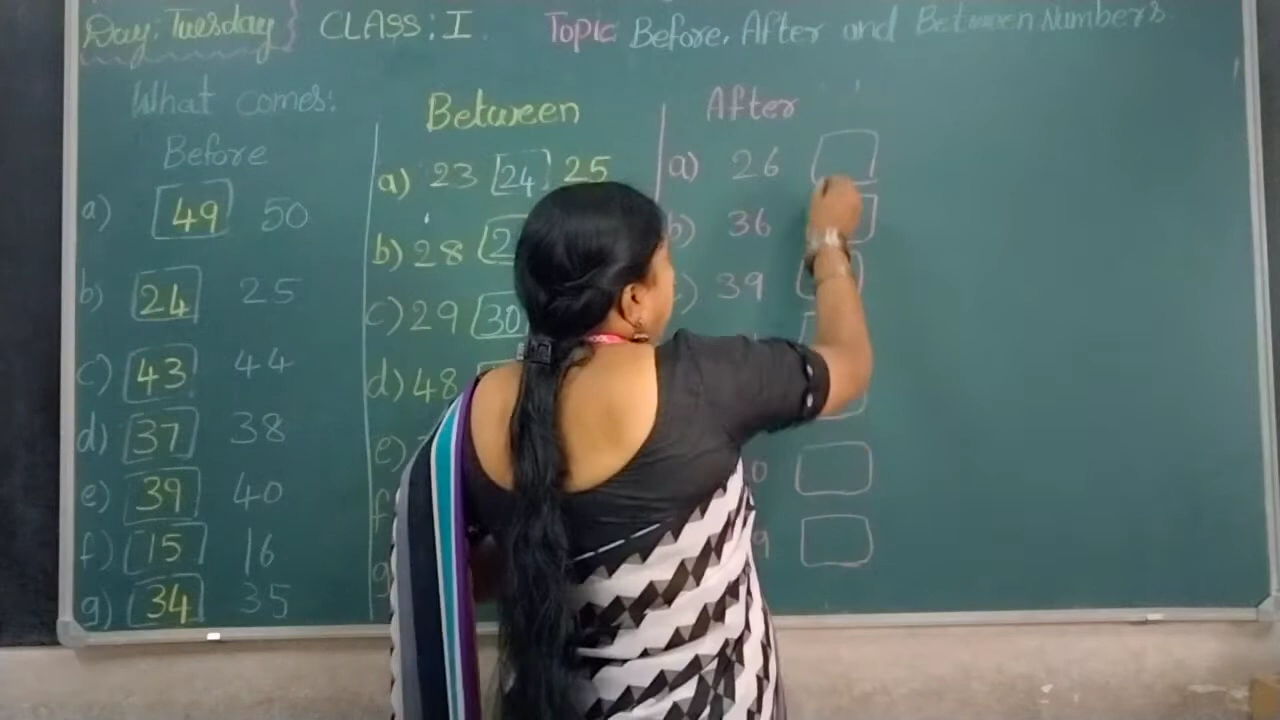 Day: Tuesday CLASS: I Topic Before, After and Between Numbers
What comes:
Before
a) 49 50
b) 24 25
c) 43 44
d) 37 38
e) 39 40
f) 15 16
g) 34 35
Between
a) 23 24 25
b) 28
c) 29 30
d) 48
e)
After
a) 26
b) 36
39